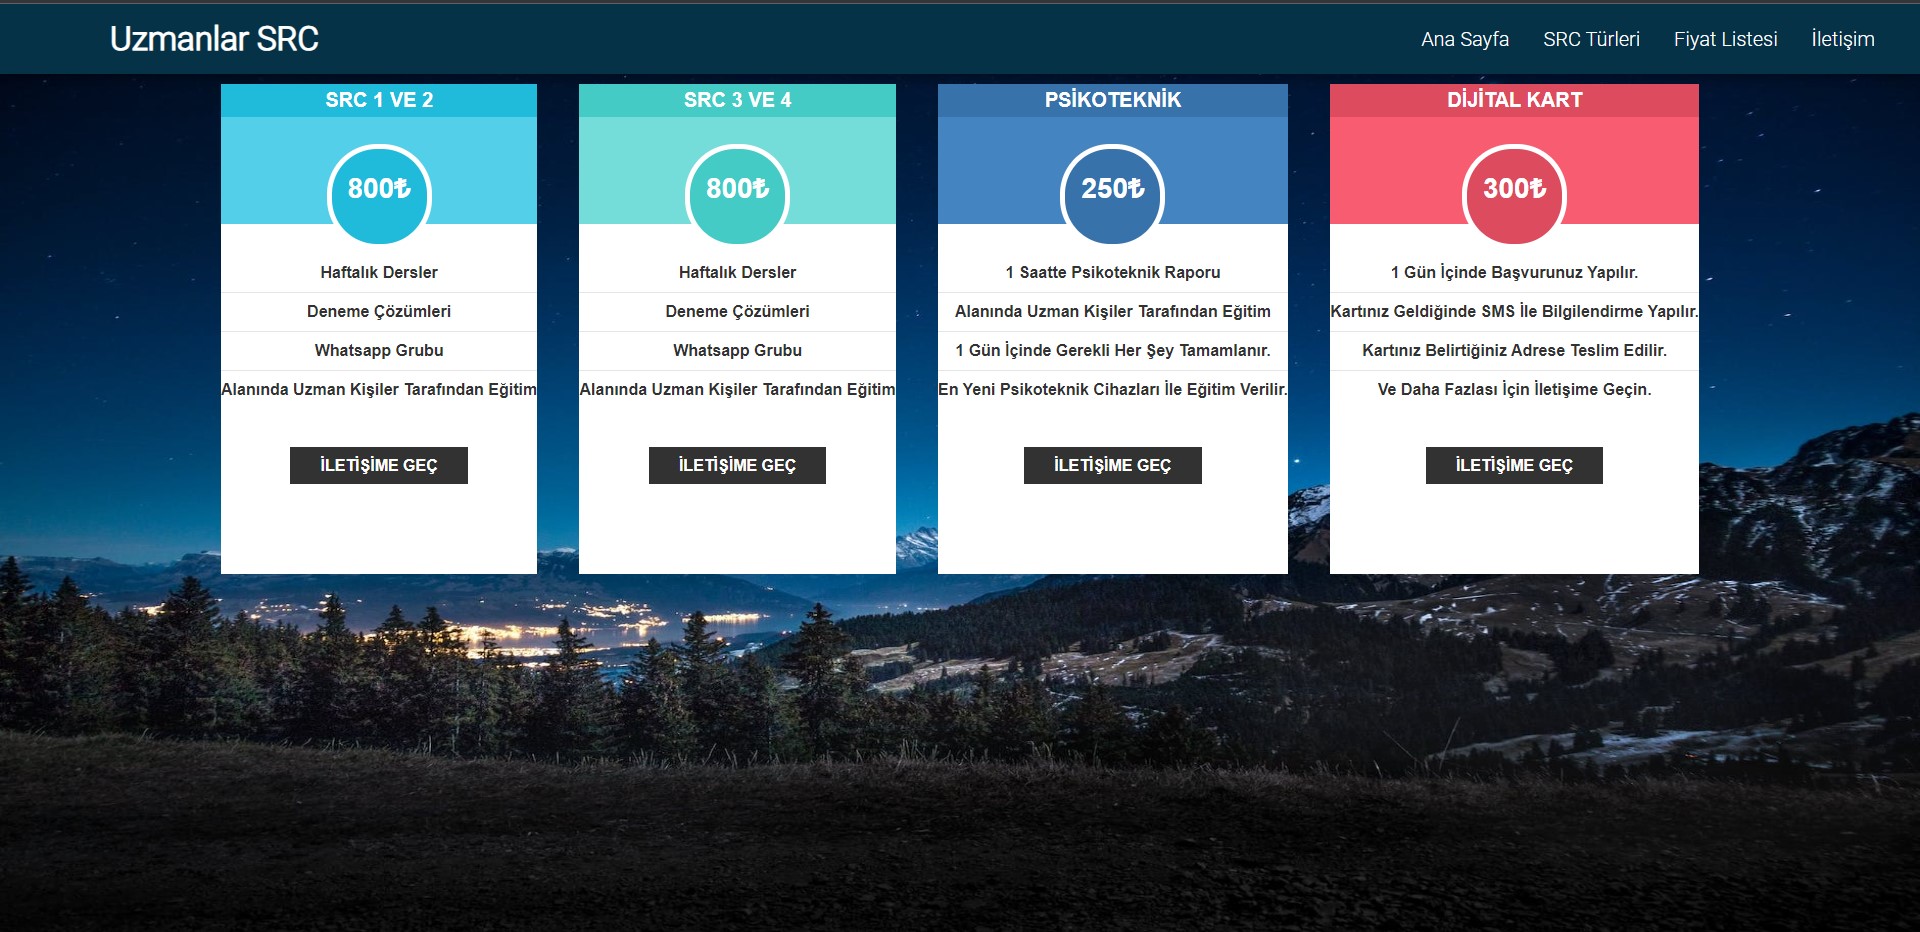 Uzmanlar SRC
Ana Sayfa
SRC Türleri
Fiyat Listesi
İletişim
SRC 1 VE 2
800₺
Haftalık Dersler
Deneme Çözümleri
Whatsapp Grubu
Alanında Uzman Kişiler Tarafından Eğitim
İLETİŞİME GEÇ
SRC 3 VE 4
800₺
Haftalık Dersler
Deneme Çözümleri
Whatsapp Grubu
Alanında Uzman Kişiler Tarafından Eğitim
İLETİŞİME GEÇ
PSİKOTEKNİK
250₺
1 Saatte Psikoteknik Raporu
Alanında Uzman Kişiler Tarafından Eğitim
1 Gün İçinde Gerekli Her Şey Tamamlanır.
En Yeni Psikoteknik Cihazları İle Eğitim Verilir.
İLETİŞİME GEÇ
DİJİTAL KART
300₺
1 Gün İçinde Başvurunuz Yapılır.
Kartınız Geldiğinde SMS İle Bilgilendirme Yapılır.
Kartınız Belirtiğiniz Adrese Teslim Edilir.
Ve Daha Fazlası İçin İletişime Geçin.
İLETİŞİME GEÇ